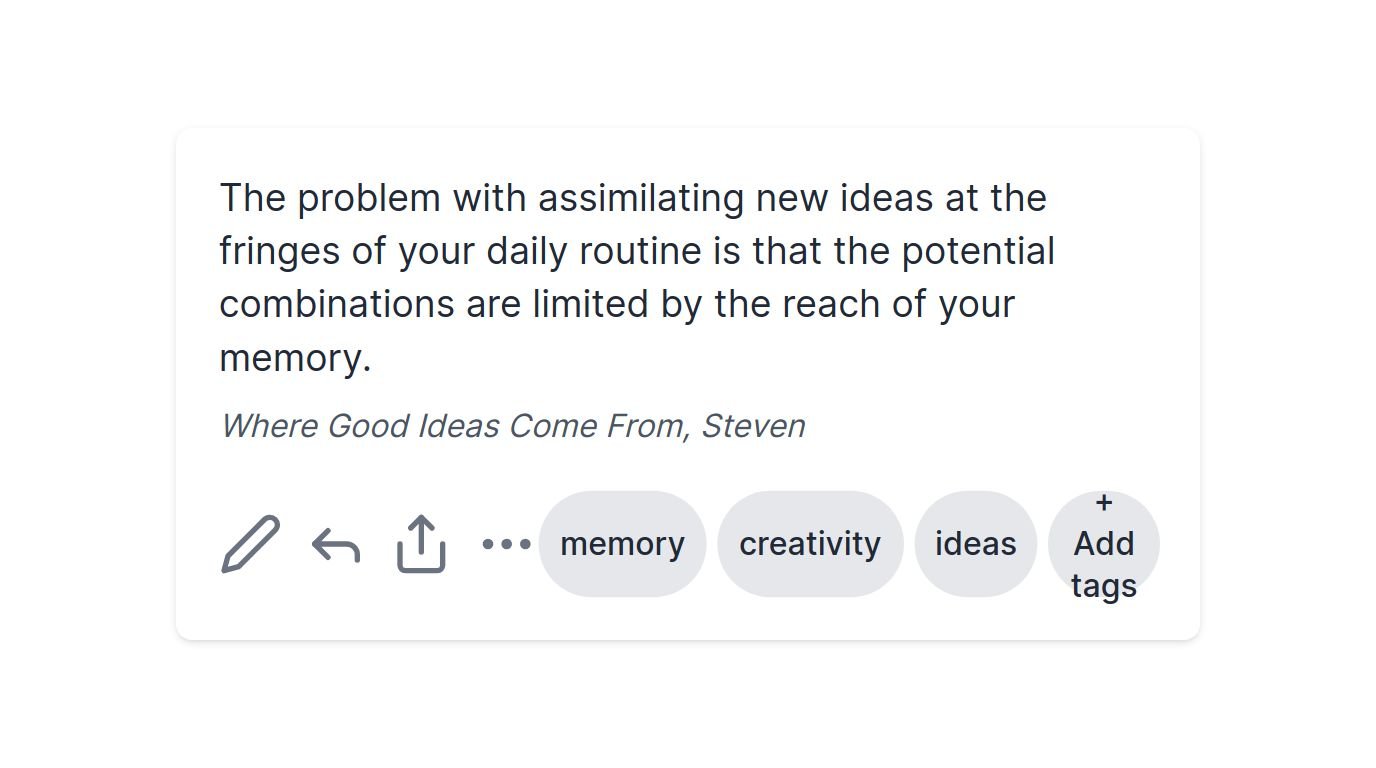 The problem with assimilating new ideas at the
fringes of your daily routine is that the potential
combinations are limited by the reach of your
memory.
Where Good Ideas Come From, Steven
memory creativity ideas + Add tags